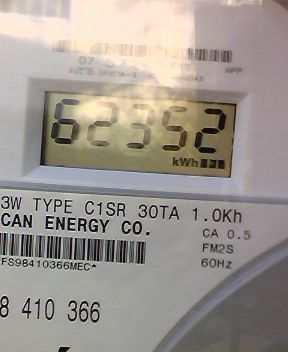 62352
kWh
3W TYPE C1SR 30TA 1.0Kh
CAN ENERGY CO.
CA 0.5
FM2S
60Hz
FS98410366MEC*
8 410 366